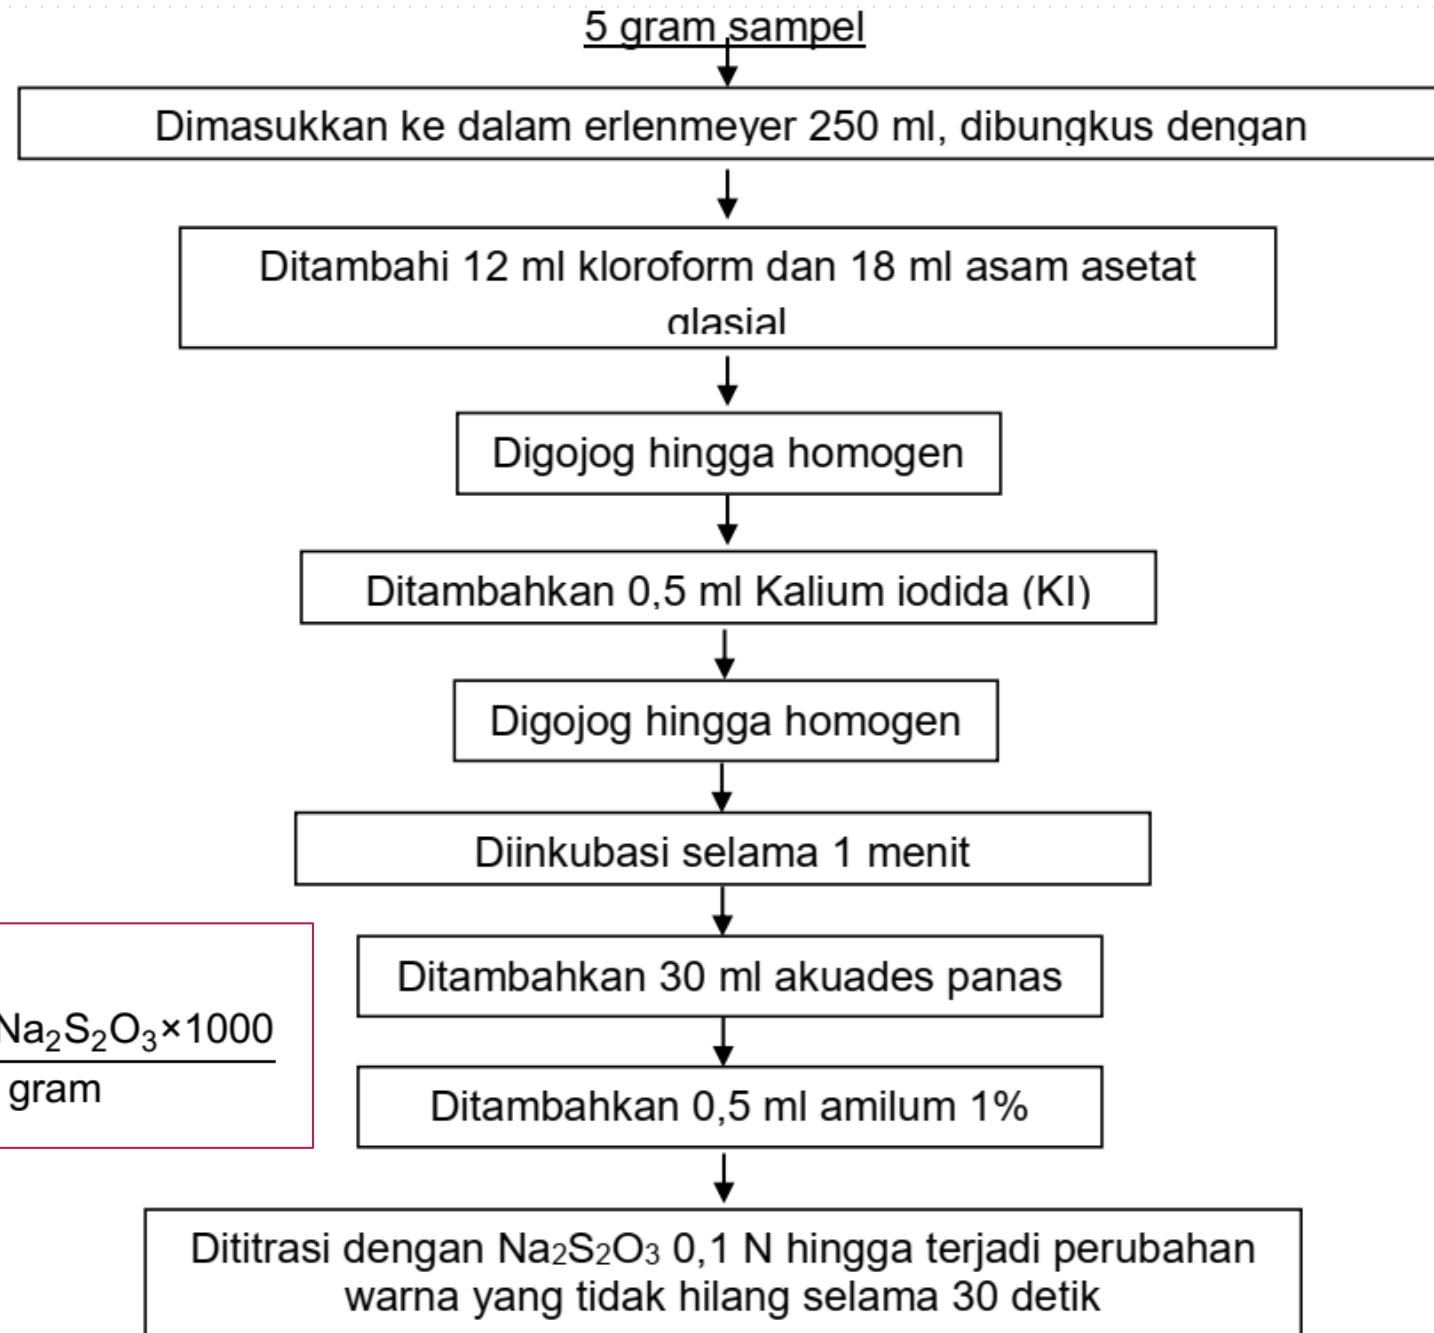 5 gram sampel
Dimasukkan ke dalam erlenmeyer 250 ml, dibungkus dengan
Ditambahi 12 ml kloroform dan 18 ml asam asetat
glasial
Digojog hingga homogen
Ditambahkan 0,5 ml Kalium iodida (KI)
Digojog hingga homogen
Diinkubasi selama 1 menit
Ditambahkan 30 ml akuades panas
Na₂S₂O₃×1000
gram
Ditambahkan 0,5 ml amilum 1%
Dititrasi dengan Na₂S₂O₃ 0,1 N hingga terjadi perubahan
warna yang tidak hilang selama 30 detik